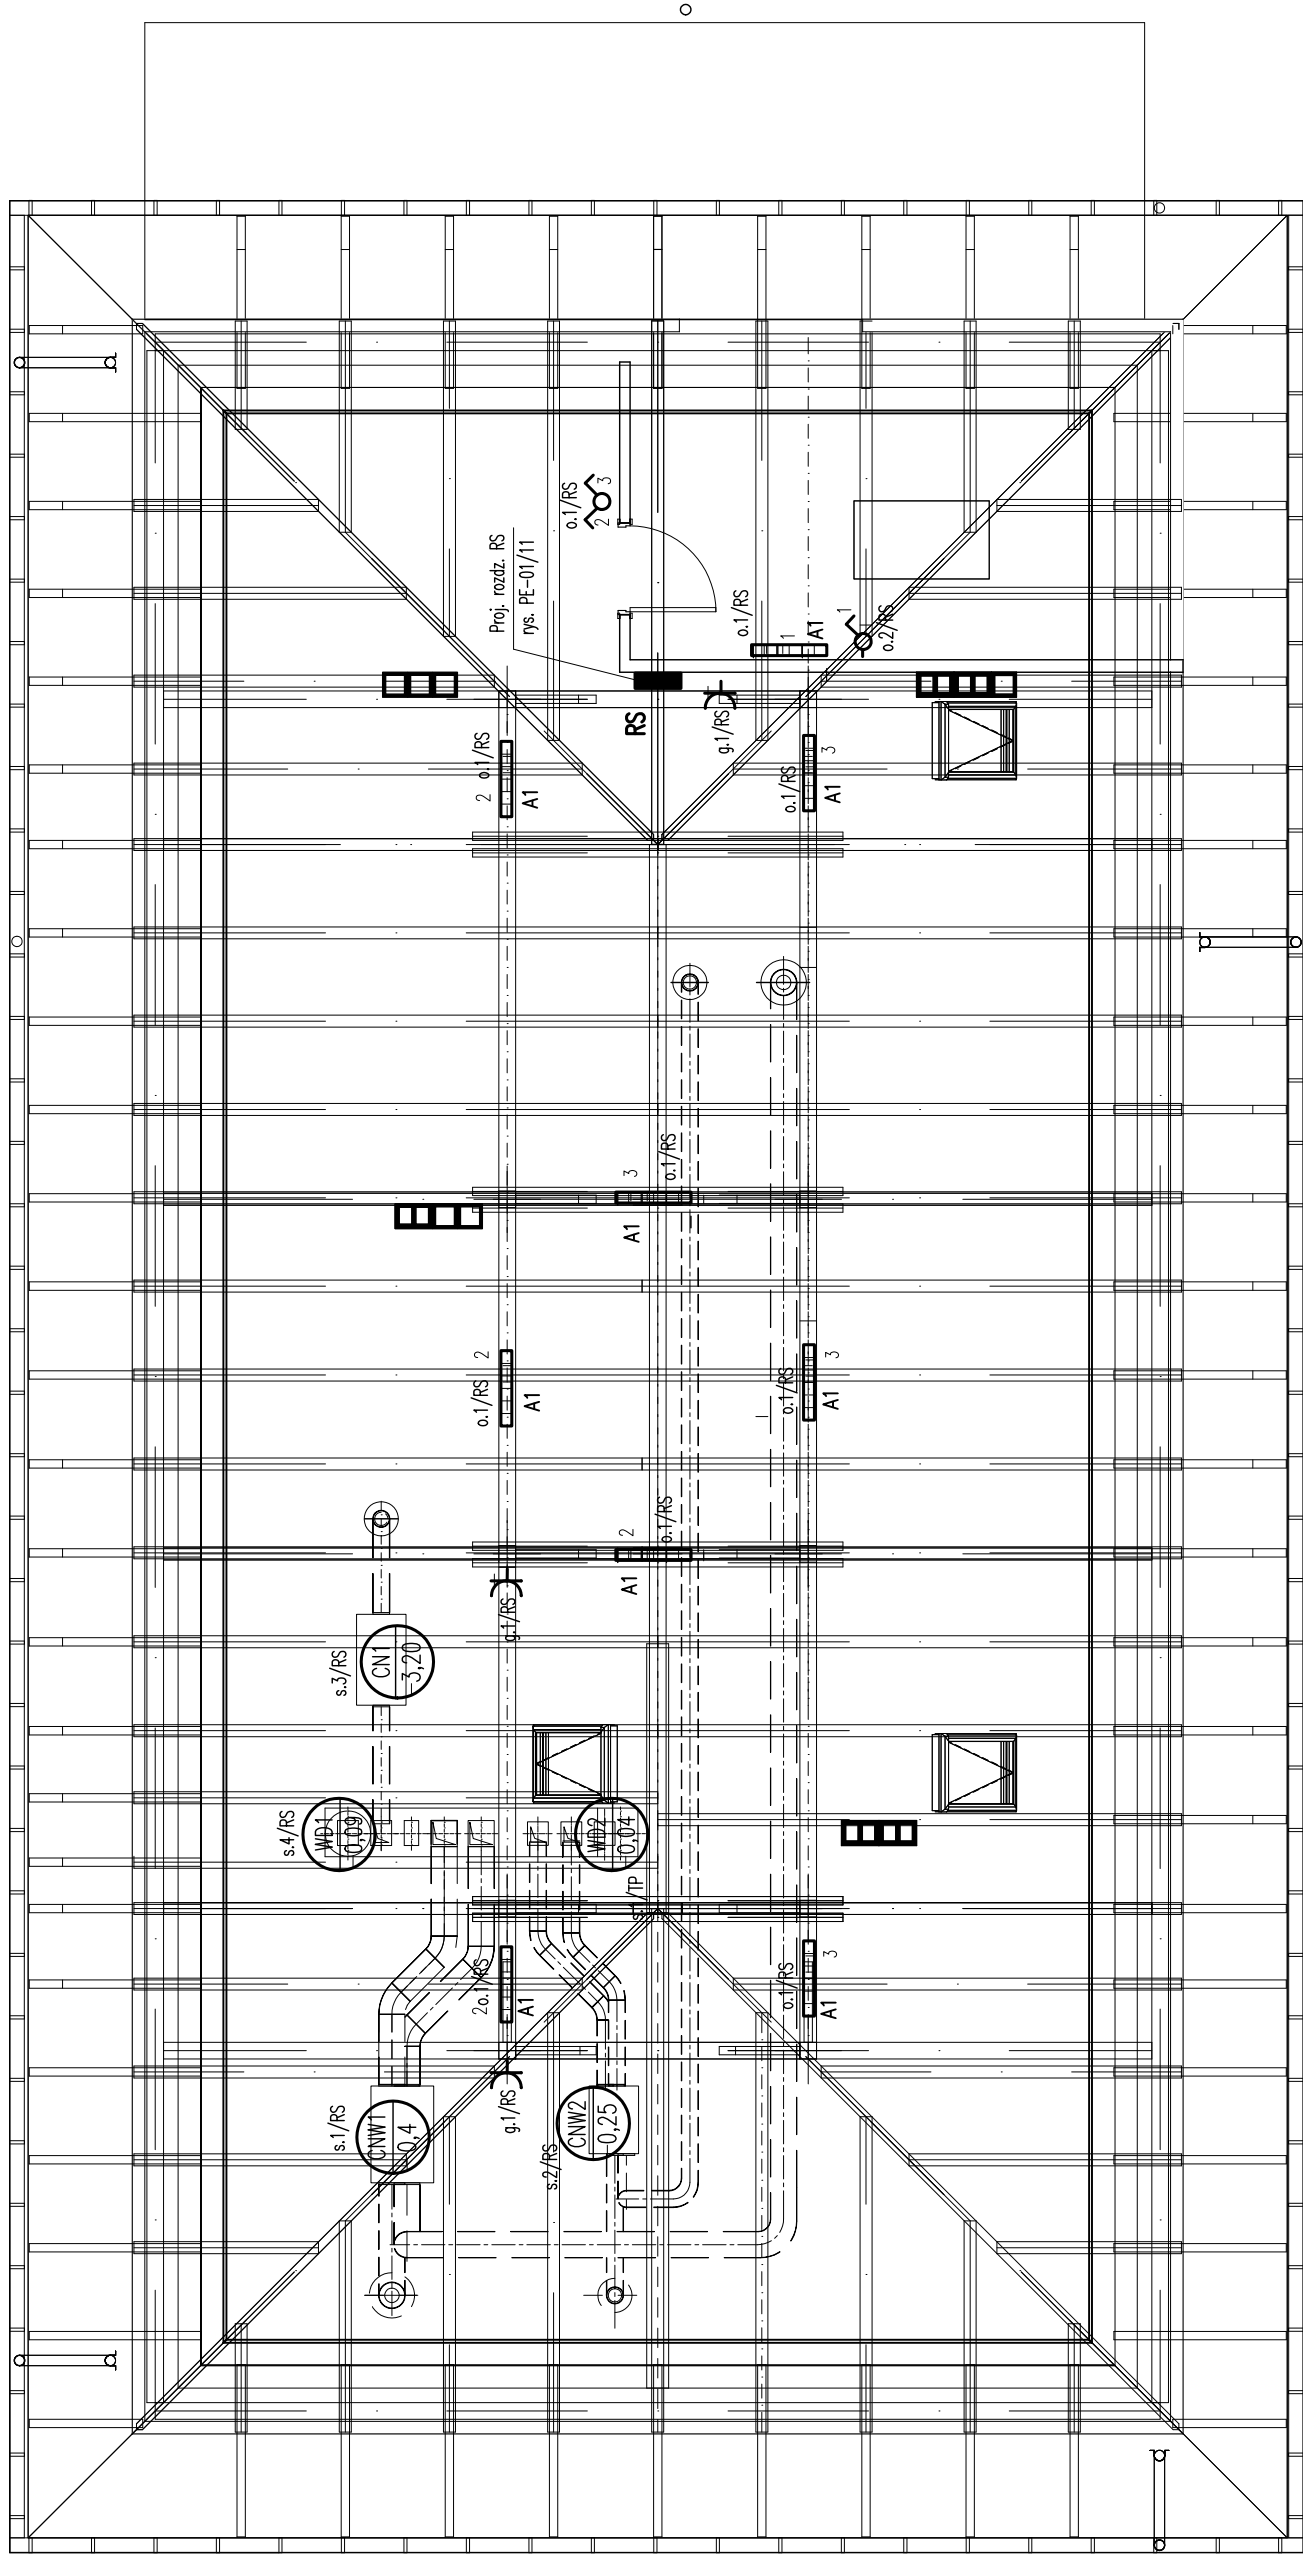 o.1/RS
2
3
Proj. rozdz. RS
rys. PE-01/11
o.1/RS
1
A1
1
o.2/RS
RS
g.1/RS
o.1/RS
2
A1
3
o.1/RS
A1
3
o.1/RS
A1
2
o.1/RS
A1
3
o.1/RS
A1
2
o.1/RS
A1
g.1/RS
s.3/RS
CN1
3,20
s.4/RS
WD1
0,09
WD2
0,04
2
o.1/RS
A1
3
o.1/RS
A1
g.1/RS
s.1/RS
CNW1
0,4
CNW2
0,25
s.2/RS